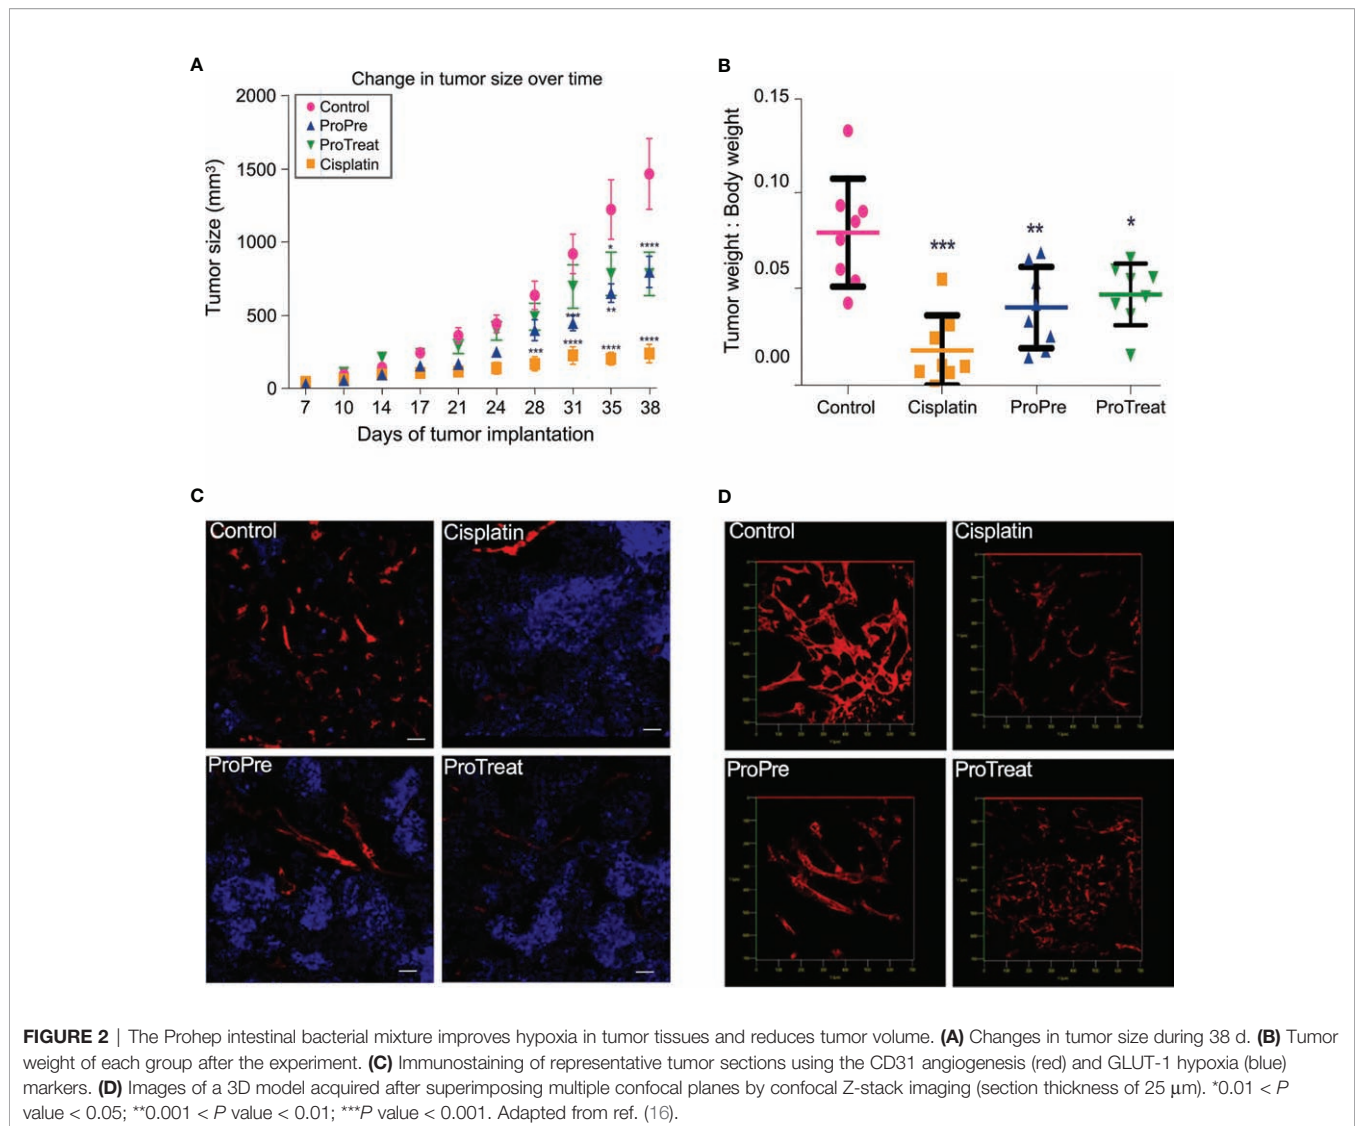 A
Change in tumor size over time
2000
1500
1000
500
0
Tumor size (mm³)
Control
ProPre
ProTreat
Cisplatin
*
****
***
**
***
****
****
****
7 10 14 17 21 24 28 31 35 38
Days of tumor implantation
B
0.15
0.10
0.05
0.00
Tumor weight : Body weight
***
**
*
Control Cisplatin ProPre ProTreat
C
Control
Cisplatin
ProPre
ProTreat
D
Control
Cisplatin
ProPre
ProTreat
FIGURE 2 | The Prohep intestinal bacterial mixture improves hypoxia in tumor tissues and reduces tumor volume. (A) Changes in tumor size during 38 d. (B) Tumor
weight of each group after the experiment. (C) Immunostaining of representative tumor sections using the CD31 angiogenesis (red) and GLUT-1 hypoxia (blue)
markers. (D) Images of a 3D model acquired after superimposing multiple confocal planes by confocal Z-stack imaging (section thickness of 25 μm). *0.01 < P
value < 0.05; **0.001 < P value < 0.01; ***P value < 0.001. Adapted from ref. (16).